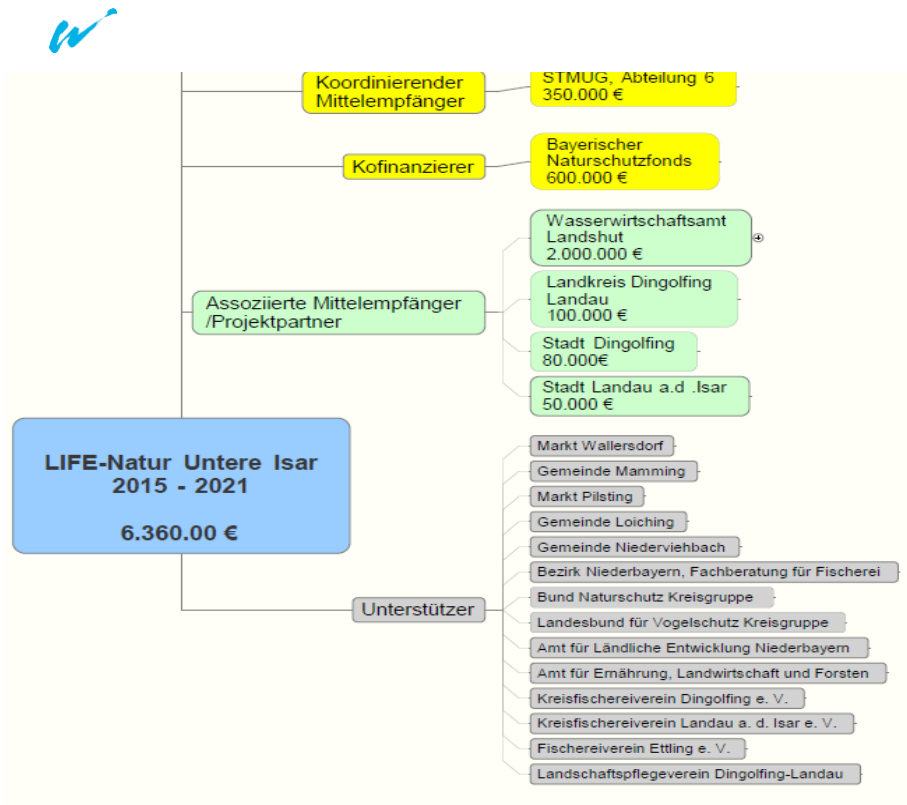 Koordinierender
Mittelempfänger
STMUG, Abteilung 6
350.000 €
Kofinanzierer
Bayerischer
Naturschutzfonds
600.000 €
Assoziierte Mittelempfänger
/Projektpartner
Wasserwirtschaftsamt
Landshut
2.000.000 €
Landkreis Dingolfing
Landau
100.000 €
Stadt Dingolfing
80.000€
Stadt Landau a.d .Isar
50.000 €
LIFE-Natur Untere Isar
2015 - 2021
6.360.00 €
Unterstützer
Markt Wallersdorf
Gemeinde Mamming
Markt Pilsting
Gemeinde Loiching
Gemeinde Niederviehbach
Bezirk Niederbayern, Fachberatung für Fischerei
Bund Naturschutz Kreisgruppe
Landesbund für Vogelschutz Kreisgruppe
Amt für Ländliche Entwicklung Niederbayern
Amt für Ernährung, Landwirtschaft und Forsten
Kreisfischereiverein Dingolfing e. V.
Kreisfischereiverein Landau a. d. Isar e. V.
Fischereiverein Ettling e. V.
Landschaftspflegeverein Dingolfing-Landau